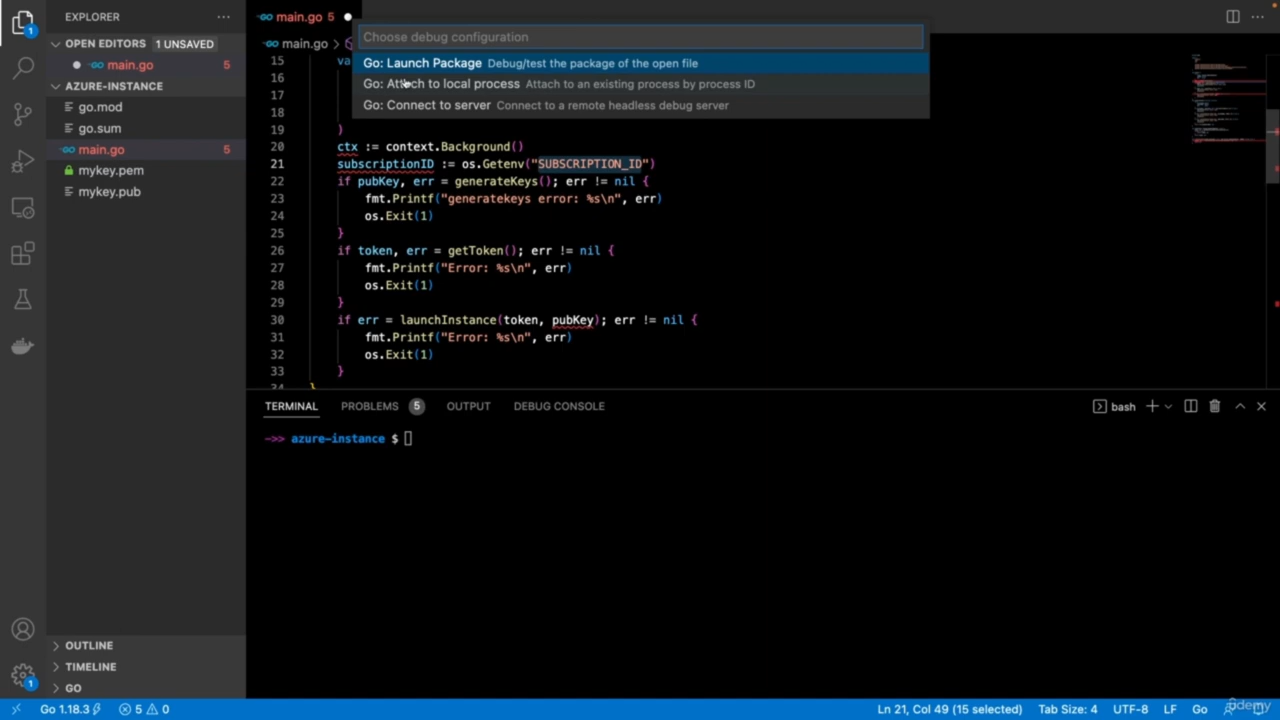 EXPLORER
OPEN EDITORS 1 UNSAVED
main.go 5
AZURE-INSTANCE
go.mod
go.sum
main.go 5
mykey.pem
mykey.pub
OUTLINE
TIMELINE
GO
main.go 5
main.go
Choose debug configuration
Go: Launch Package Debug/test the package of the open file
Go: Attach to local process Attach to an existing process by process ID
Go: Connect to server Connect to a remote headless debug server
15 va
16
17
18
19 )
20 ctx := context.Background()
21 subscriptionID := os.Getenv("SUBSCRIPTION_ID")
22 if pubKey, err = generateKeys(); err != nil {
23 fmt.Printf("generatekeys error: %s\n", err)
24 os.Exit(1)
25 }
26 if token, err = getToken(); err != nil {
27 fmt.Printf("Error: %s\n", err)
28 os.Exit(1)
29 }
30 if err = launchInstance(token, pubKey); err != nil {
31 fmt.Printf("Error: %s\n", err)
32 os.Exit(1)
33 }
34 }
TERMINAL PROBLEMS 5 OUTPUT DEBUG CONSOLE bash
->> azure-instance $
1
1
Go 1.18.3 5 0 Ln 21, Col 49 (15 selected) Tab Size: 4 UTF-8 LF Go
ûdemy